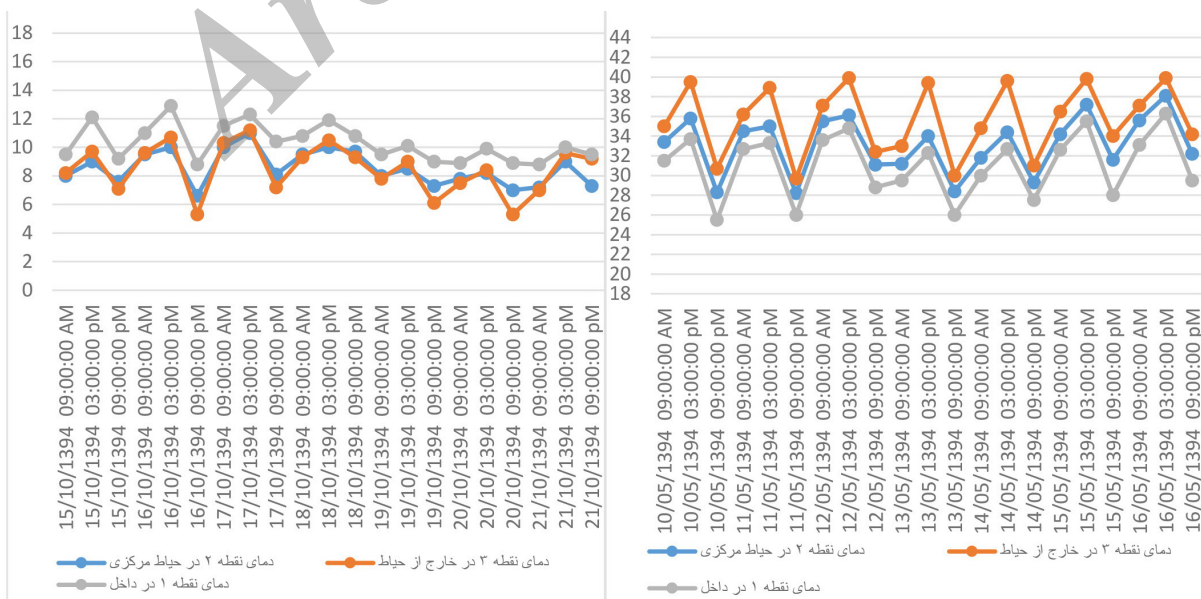 18
16
14
12
10
8
6
4
2
0
15/10/1394 09:00:00 AM
15/10/1394 03:00:00 pM
15/10/1394 09:00:00 pM
16/10/1394 09:00:00 AM
16/10/1394 03:00:00 pM
16/10/1394 09:00:00 pM
17/10/1394 09:00:00 AM
17/10/1394 03:00:00 pM
17/10/1394 09:00:00 pM
18/10/1394 09:00:00 AM
18/10/1394 03:00:00 pM
18/10/1394 09:00:00 pM
19/10/1394 09:00:00 AM
19/10/1394 03:00:00 pM
19/10/1394 09:00:00 pM
20/10/1394 09:00:00 AM
20/10/1394 03:00:00 pM
20/10/1394 09:00:00 pM
21/10/1394 09:00:00 AM
21/10/1394 03:00:00 pM
21/10/1394 09:00:00 pM
دمای نقطه ۲ در حیاط مرکزی
دمای نقطه ۳ در خارج از حیاط
دمای نقطه ۱ در داخل
44
42
40
38
36
34
32
30
28
26
24
22
20
18
10/05/1394 09:00:00 AM
10/05/1394 03:00:00 pM
10/05/1394 09:00:00 pM
11/05/1394 09:00:00 AM
11/05/1394 03:00:00 pM
11/05/1394 09:00:00 pM
12/05/1394 09:00:00 AM
12/05/1394 03:00:00 pM
12/05/1394 09:00:00 pM
13/05/1394 09:00:00 AM
13/05/1394 03:00:00 pM
13/05/1394 09:00:00 pM
14/05/1394 09:00:00 AM
14/05/1394 03:00:00 pM
14/05/1394 09:00:00 pM
15/05/1394 09:00:00 AM
15/05/1394 03:00:00 pM
15/05/1394 09:00:00 pM
16/05/1394 09:00:00 AM
16/05/1394 03:00:00 pM
16/05/1394 09:00:00 pM
دمای نقطه ۲ در حیاط مرکزی
دمای نقطه ۳ در خارج از حیاط
دمای نقطه ۱ در داخل